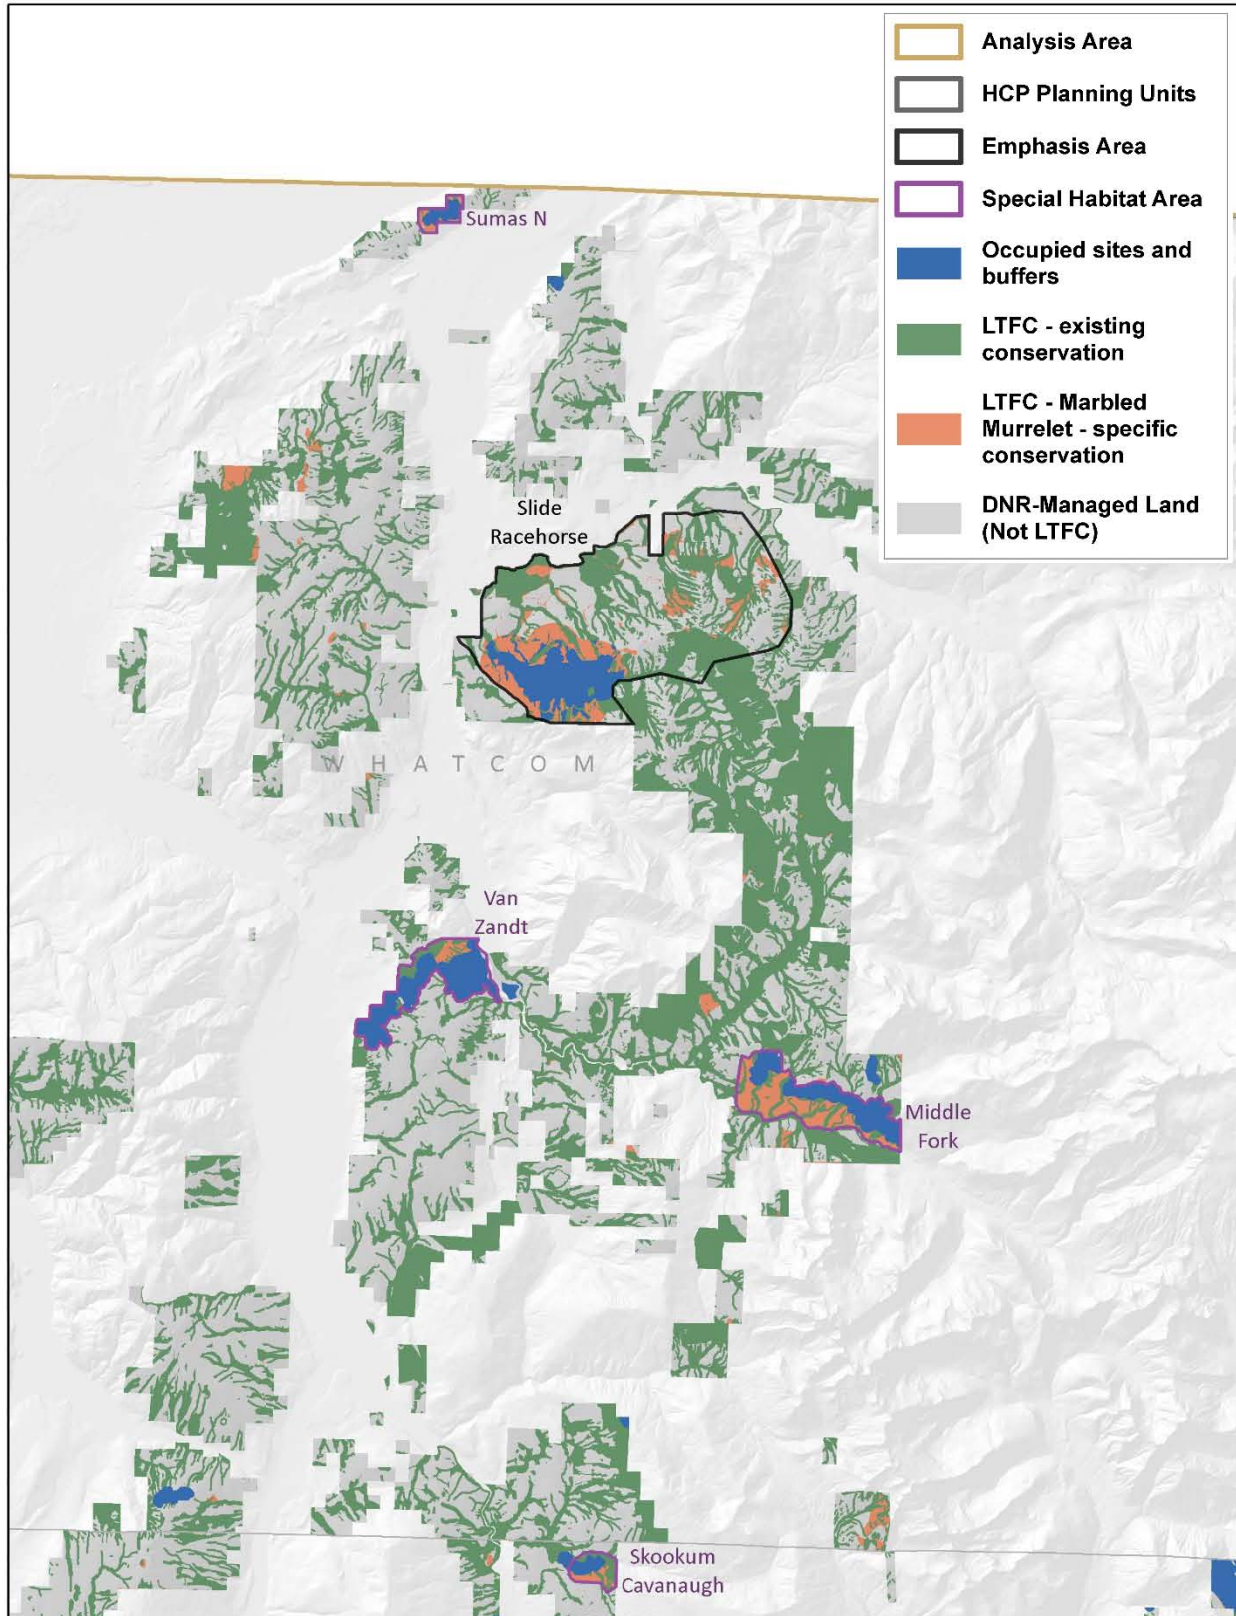 Analysis Area
HCP Planning Units
Emphasis Area
Special Habitat Area
Occupied sites and
buffers
LTFC - existing
conservation
LTFC - Marbled
Murrelet - specific
conservation
DNR-Managed Land
(Not LTFC)
Sumas N
Slide
Racehorse
WHATCOM
Van
Zandt
Middle
Fork
Skookum
Cavanaugh